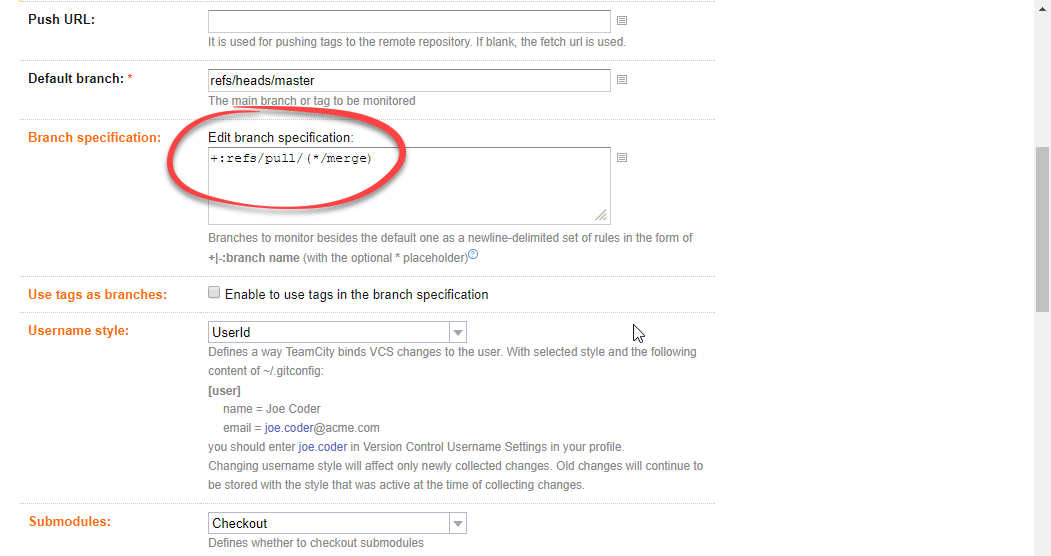 Push URL:
It is used for pushing tags to the remote repository. If blank, the fetch url is used.
Default branch: *
refs/heads/master
The main branch or tag to be monitored
Branch specification:
Edit branch specification:
+:refs/pull/(*/merge)
Branches to monitor besides the default one as a newline-delimited set of rules in the form of
+|-:branch name (with the optional * placeholder)?
Use tags as branches:
Enable to use tags in the branch specification
Username style:
UserId
Defines a way TeamCity binds VCS changes to the user. With selected style and the following
content of ~/.gitconfig:
[user]
name = Joe Coder
email = joe.coder@acme.com
you should enter joe.coder in Version Control Username Settings in your profile.
Changing username style will affect only newly collected changes. Old changes will continue to
be stored with the style that was active at the time of collecting changes.
Submodules:
Checkout
Defines whether to checkout submodules